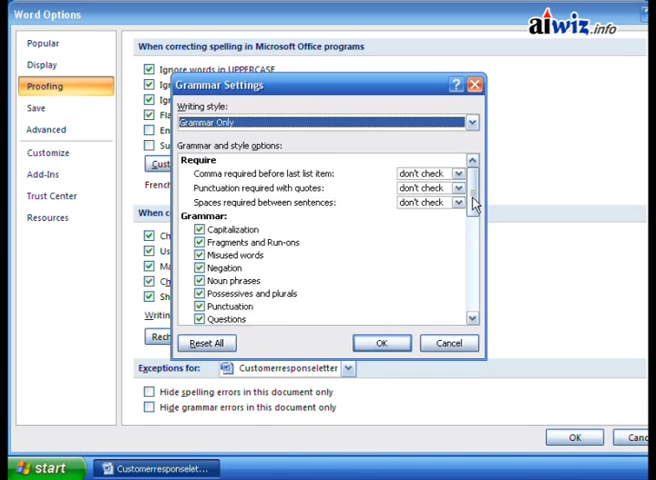 Word Options
aiwiz.info
Popular
Display
Proofing
Save
Advanced
Customize
Add-Ins
Trust Center
Resources
When correcting spelling in Microsoft Office programs
Ignore words in UPPERCASE
Grammar Settings
Writing style:
Grammar Only
Grammar and style options:
Require
Comma required before last list item: don't check
Punctuation required with quotes: don't check
Spaces required between sentences: don't check
Grammar:
Capitalization
Fragments and Run-ons
Misused words
Negation
Noun phrases
Possessives and plurals
Punctuation
Questions
Reset All
OK
Cancel
Frenc
When c
Writin
Exceptions for: Customerresponseletter
Hide spelling errors in this document only
Hide grammar errors in this document only
OK
Canc
start
Customerresponselet...